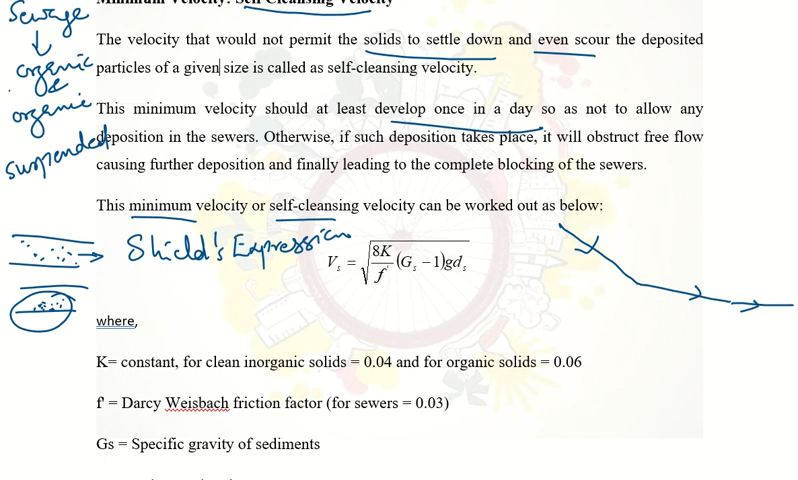 Minimum Velocity: Self Cleansing Velocity
Sewage
The velocity that would not permit the solids to settle down and even scour the deposited
organic
particles of a given size is called as self-cleansing velocity.
&
organic
This minimum velocity should at least develop once in a day so as not to allow any
suspended
deposition in the sewers. Otherwise, if such deposition takes place, it will obstruct free flow
causing further deposition and finally leading to the complete blocking of the sewers.
This minimum velocity or self-cleansing velocity can be worked out as below:
Shield's Expression
V_s = √(8K/f' (G_s − 1)gd_s)
where,
K= constant, for clean inorganic solids = 0.04 and for organic solids = 0.06
f' = Darcy Weisbach friction factor (for sewers = 0.03)
Gs = Specific gravity of sediments